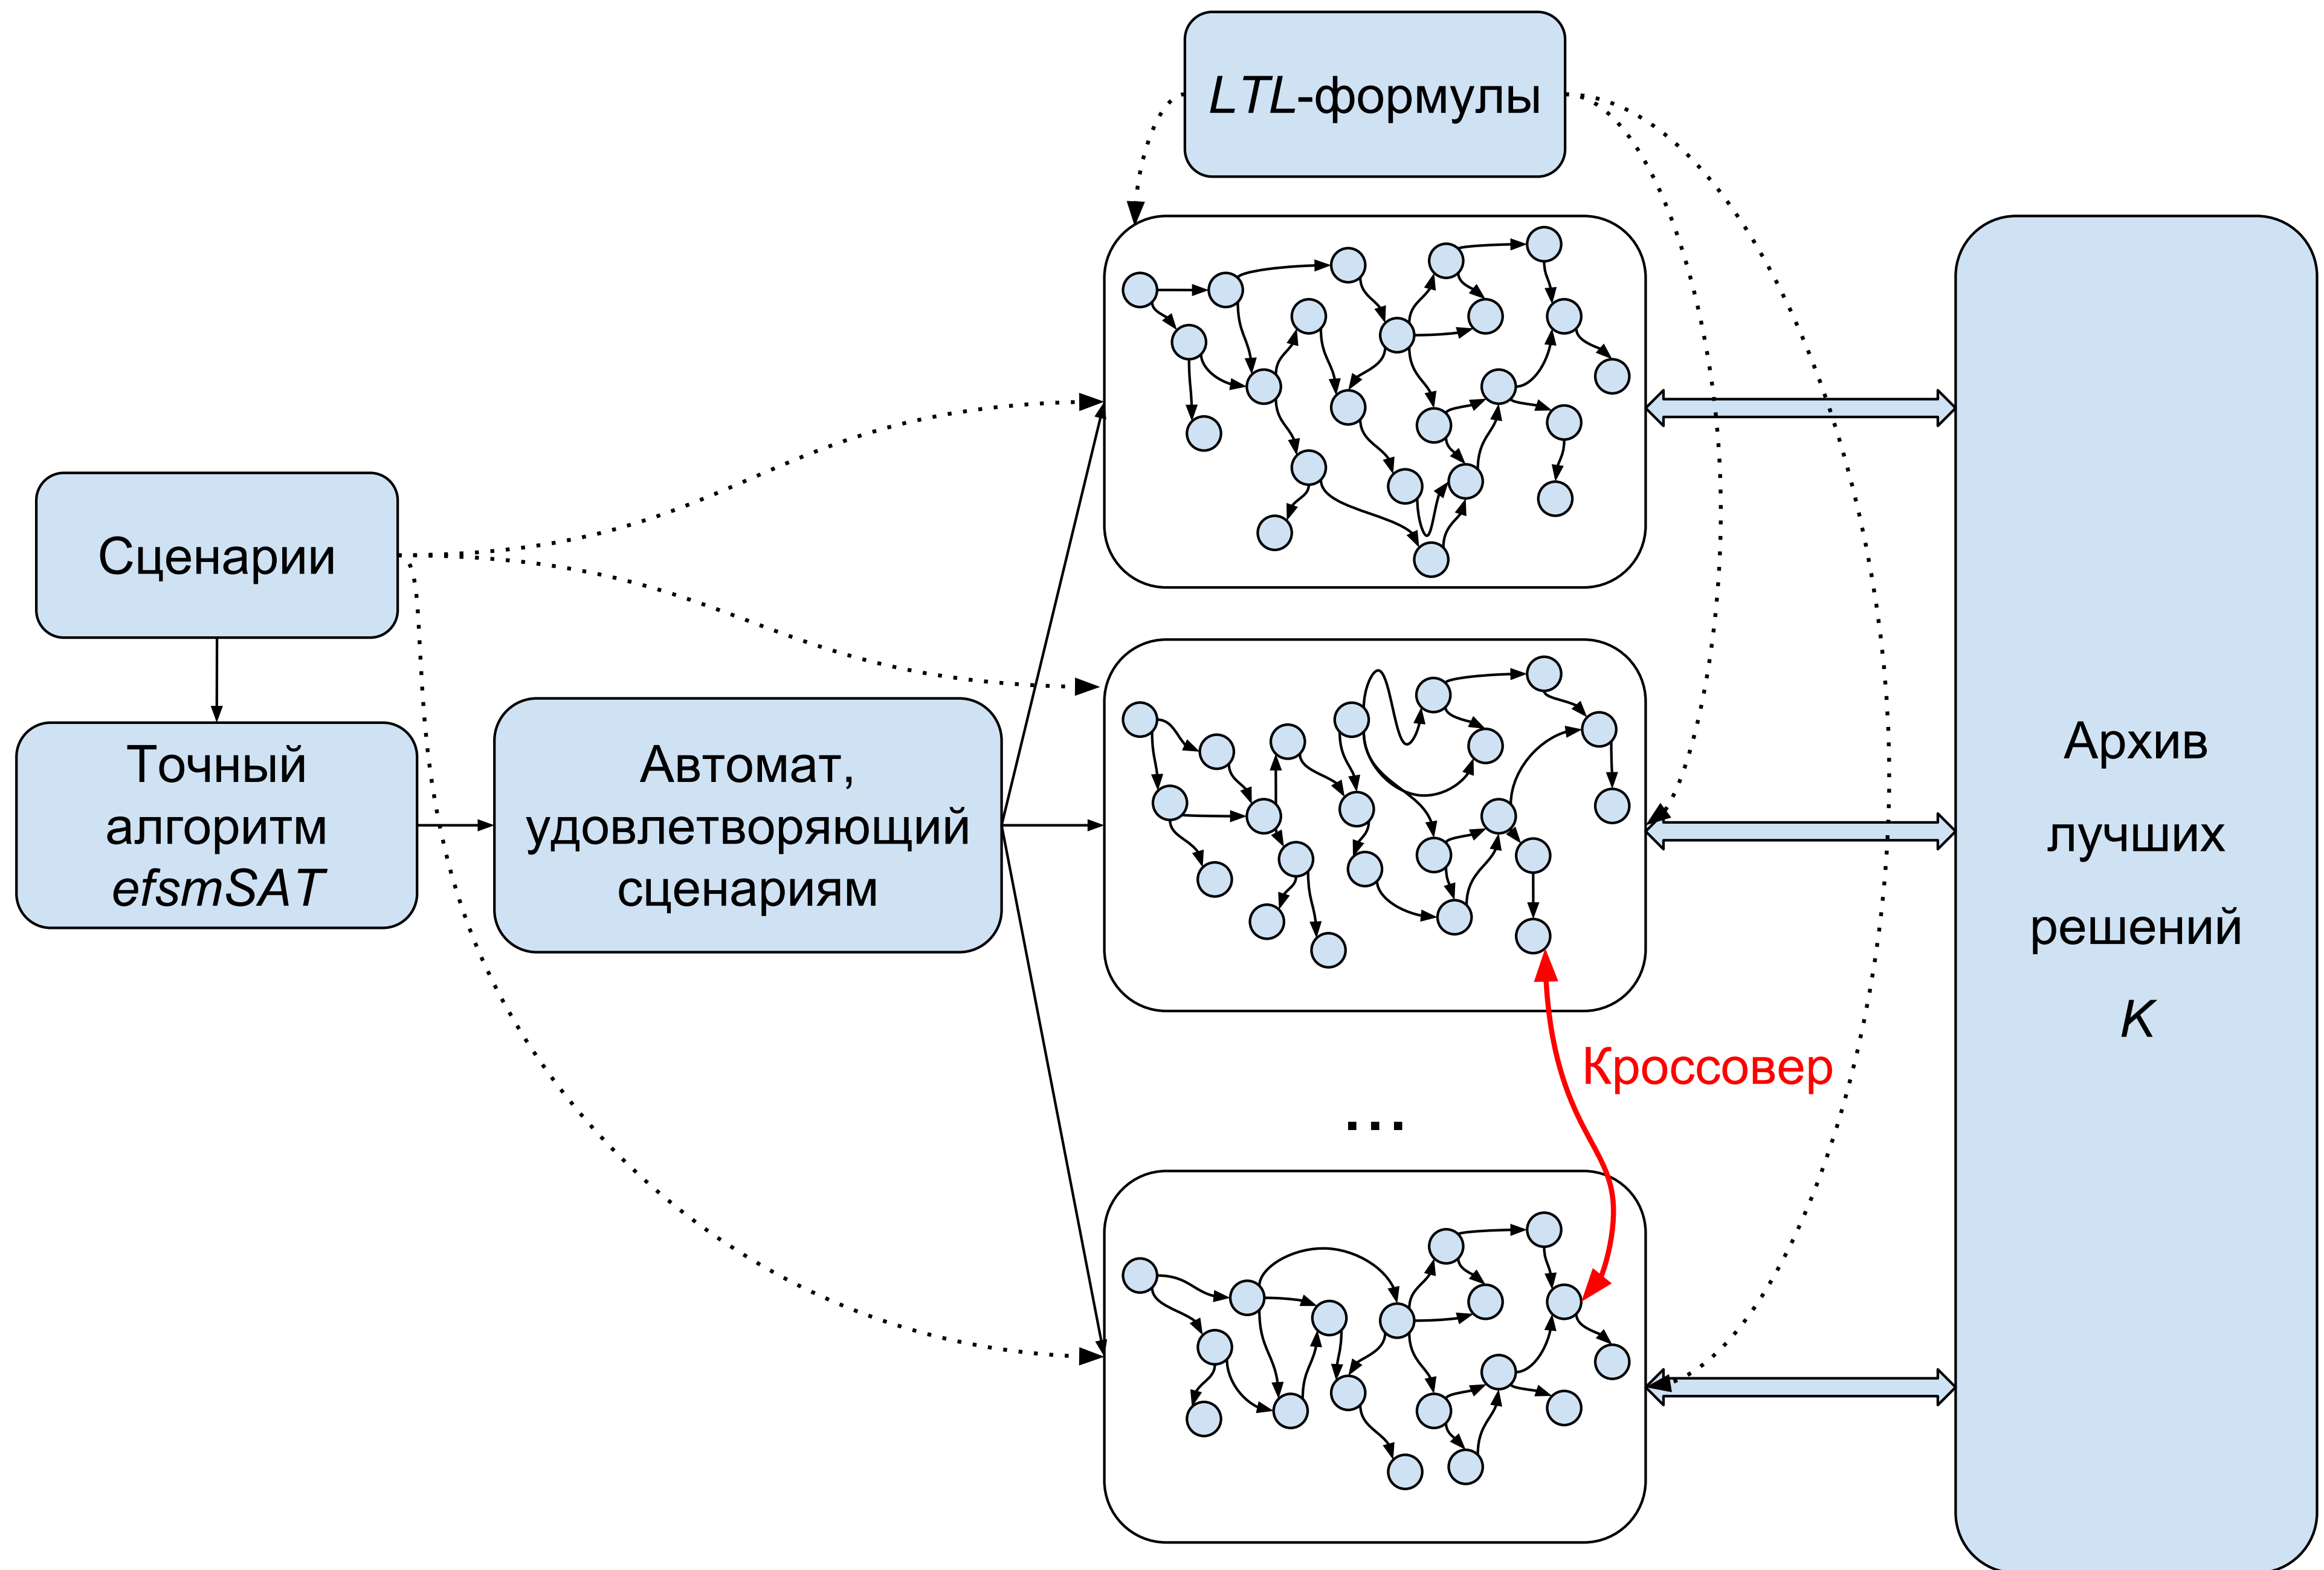 LTL-формулы
Сценарии
Точный
алгоритм
efsmSAT
Автомат,
удовлетворяющий
сценариям
Архив
лучших
решений
K
Кроссовер
...